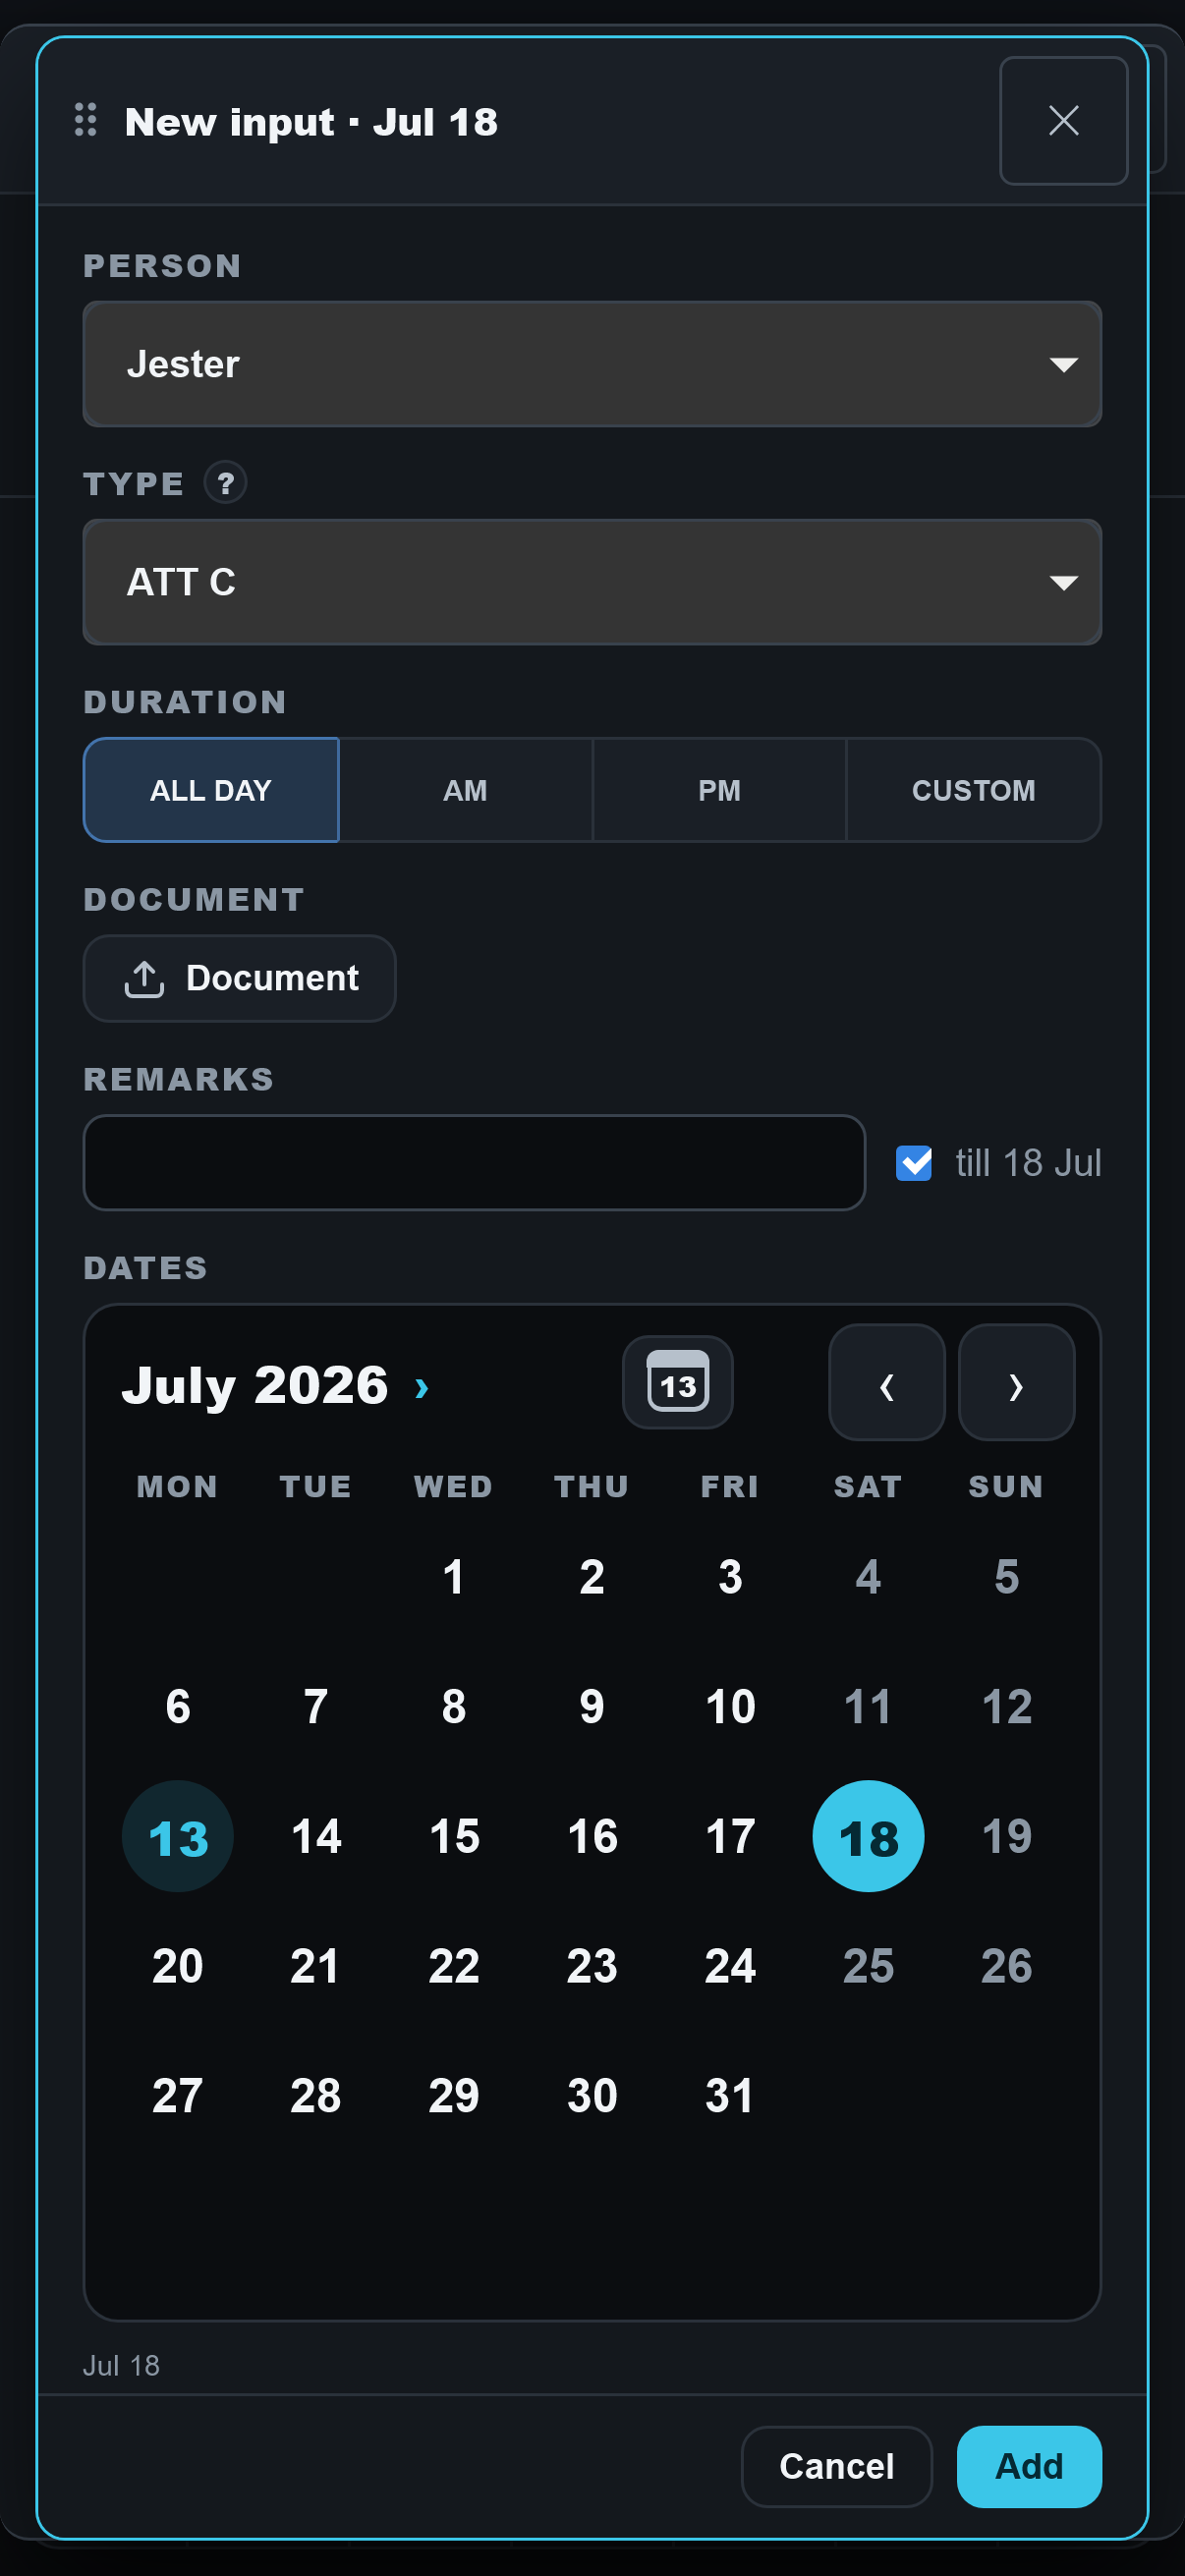 New input · Jul 18
PERSON
Jester
TYPE ?
ATT C
DURATION
ALL DAY AM PM CUSTOM
DOCUMENT
Document
REMARKS
till 18 Jul
DATES
July 2026 › 13 ‹ ›
MON TUE WED THU FRI SAT SUN
1 2 3 4 5
6 7 8 9 10 11 12
13 14 15 16 17 18 19
20 21 22 23 24 25 26
27 28 29 30 31
Jul 18
Cancel Add